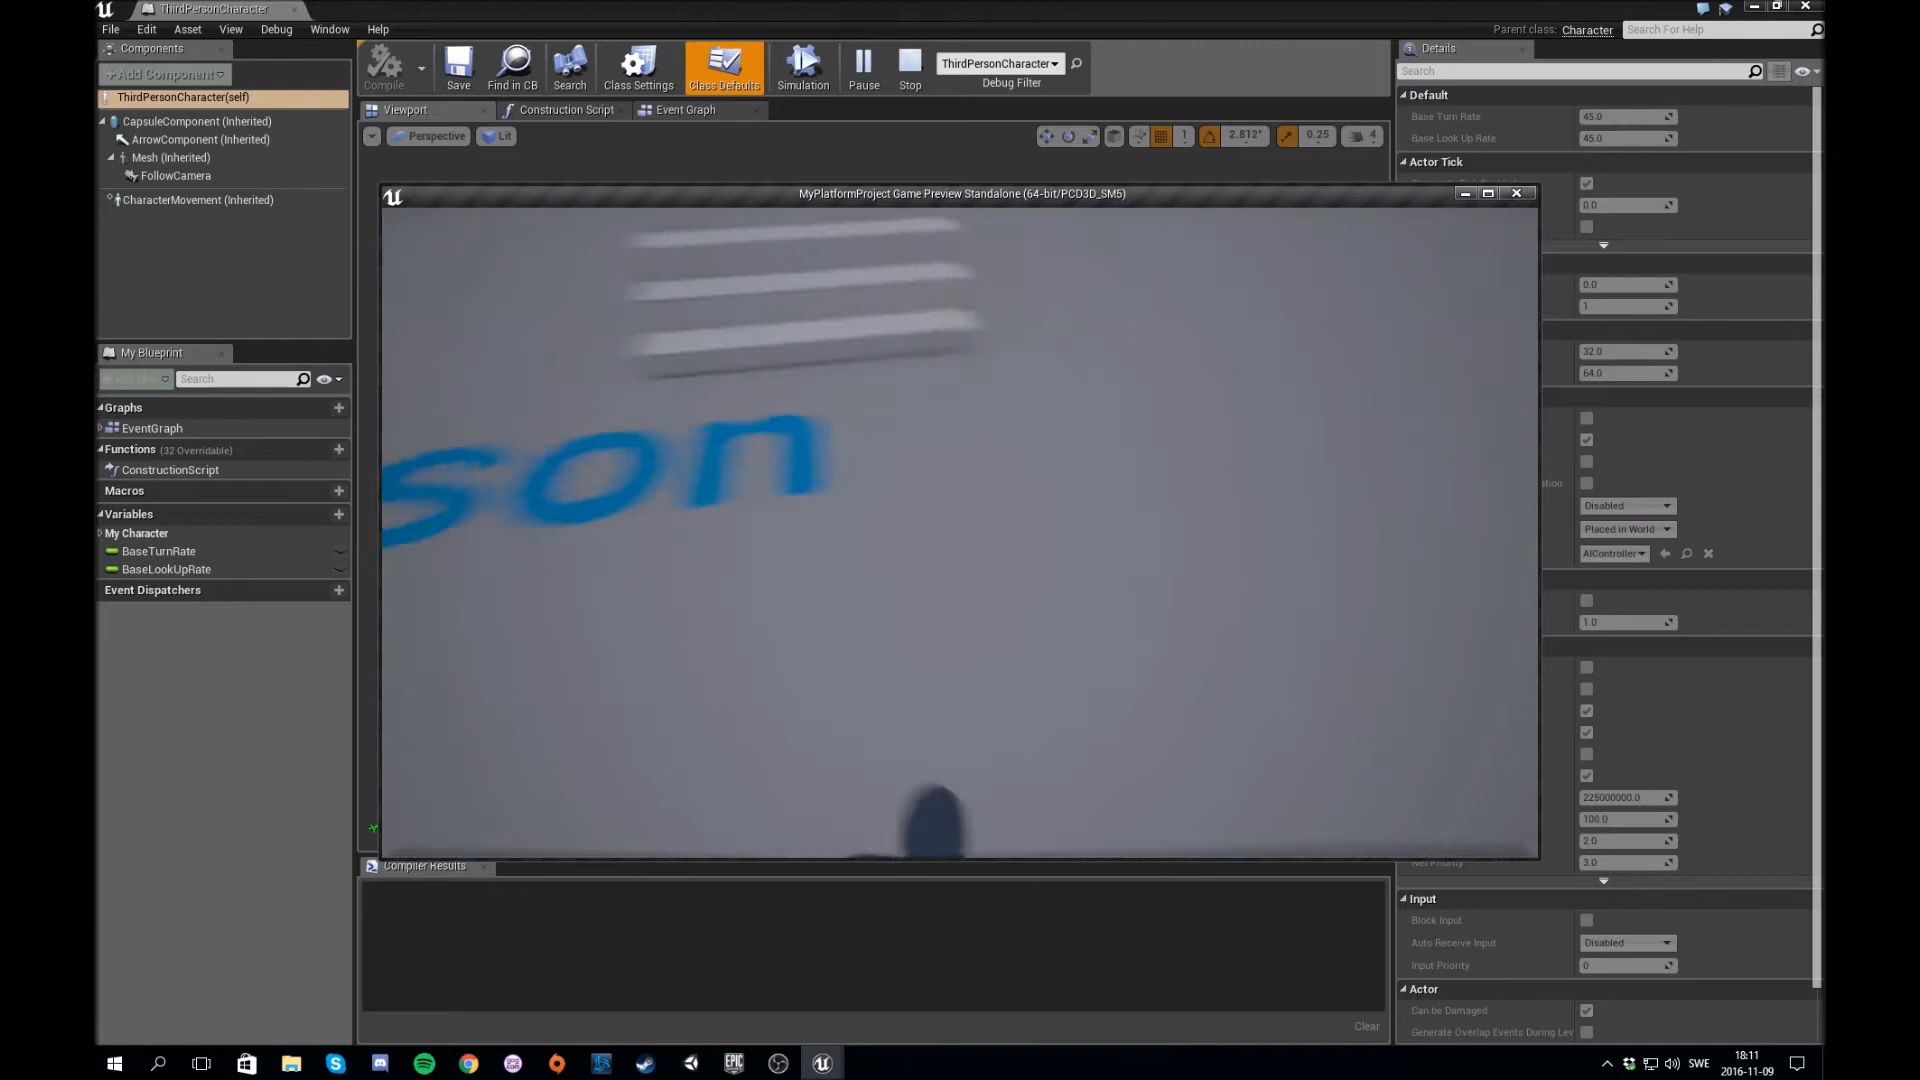 ThirdPersonCharacter
File Edit Asset View Debug Window Help
Parent class: Character Search For Help
Components
+Add Component
ThirdPersonCharacter(self)
CapsuleComponent (Inherited)
ArrowComponent (Inherited)
Mesh (Inherited)
FollowCamera
CharacterMovement (Inherited)
My Blueprint
Search
Graphs
EventGraph
Functions (32 Overridable)
ConstructionScript
Macros
Variables
My Character
BaseTurnRate
BaseLookUpRate
Event Dispatchers
Compile Save Find in CB Search Class Settings Class Defaults Simulation Pause Stop
ThirdPersonCharacter
Debug Filter
Viewport Construction Script Event Graph
Perspective Lit
1 2.812° 0.25 4
MyPlatformProject Game Preview Standalone (64-bit/PCD3D_SM5)
son
Compiler Results
Clear
Details
Search
Default
Base Turn Rate 45.0
Base Look Up Rate 45.0
Actor Tick
0.0
0.0
1
32.0
64.0
Disabled
Placed in World
AIController
1.0
225000000.0
100.0
2.0
Net Priority 3.0
Input
Block Input
Auto Receive Input Disabled
Input Priority 0
Actor
Can be Damaged
Generate Overlap Events During Lev
SWE
18:11
2016-11-09